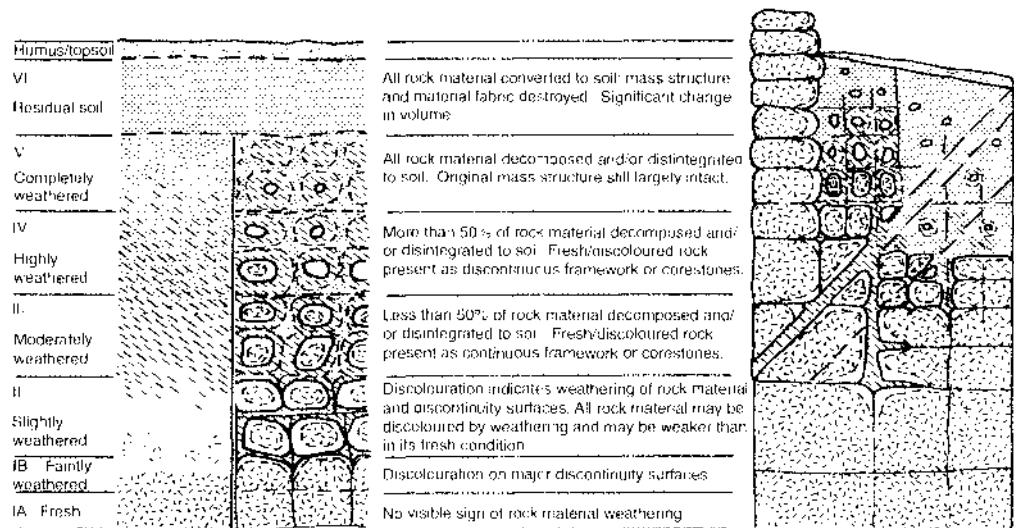 Humus/topsoil
VI
Residual soil
All rock material converted to soil: mass structure
and material fabric destroyed. Significant change
in volume
V
Completely
weathered
All rock material decomposed and/or distintegrated
to soil. Original mass structure still largely intact.
IV
Highly
weathered
More than 50% of rock material decomposed and/
or disintegrated to soil. Fresh/discoloured rock
present as discontinuous framework or corestones.
Moderately
weathered
Less than 50% of rock material decomposed and/
or disintegrated to soil. Fresh/discoloured rock
present as continuous framework or corestones.
II
Slightly
weathered
Discolouration indicates weathering of rock material
and discontinuity surfaces. All rock material may be
discoloured by weathering and may be weaker than
in its fresh condition
IB Faintly
weathered
Discolouration on major discontinuity surfaces
IA Fresh
No visible sign of rock material weathering